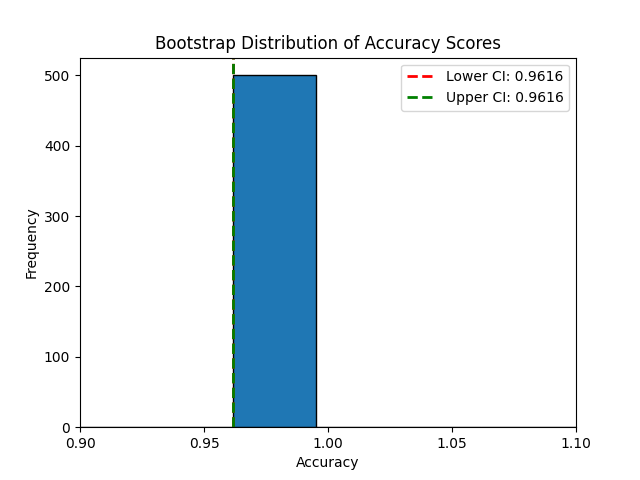 Bootstrap Distribution of Accuracy Scores
Lower CI: 0.9616
Upper CI: 0.9616
Frequency
500
400
300
200
100
0
0.90 0.95 1.00 1.05 1.10
Accuracy